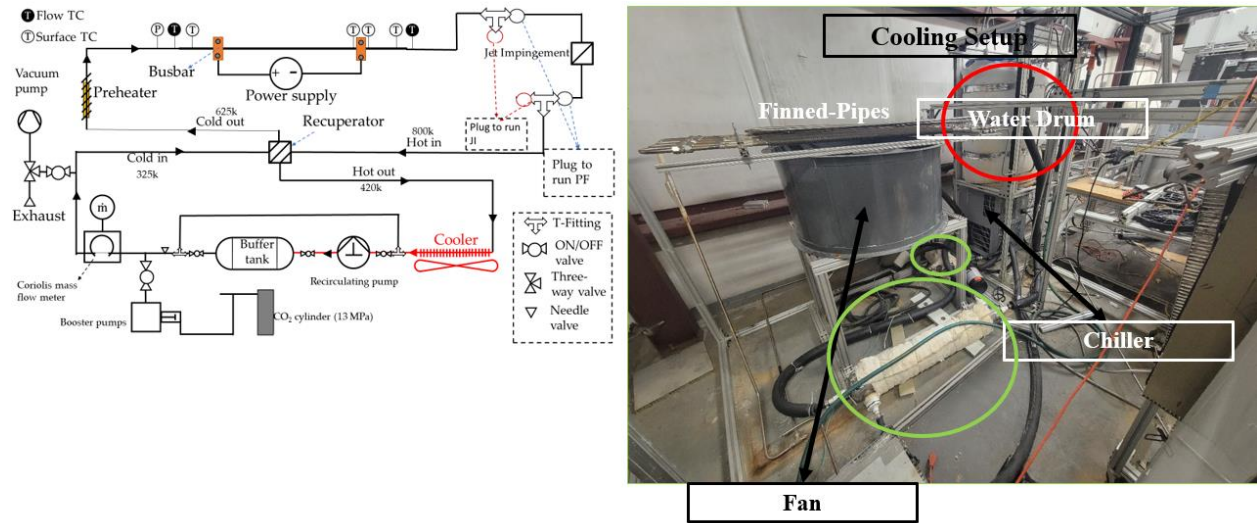 T Flow TC
T Surface TC
P T T
T T
T T
Jet Impingement
Busbar
+ -
Power supply
Vacuum
pump
Preheater
625k
Cold out
Recuperator
Plug to run
JI
800k
Hot in
Plug to
run PF
Cold in
325k
Exhaust
Hot out
420k
ṁ
Buffer
tank
Cooler
Recirculating pump
Coriolis mass
flow meter
Booster pumps
CO₂ cylinder (13 MPa)
T-Fitting
ON/OFF
valve
Three-
way valve
Needle
valve
Cooling Setup
Finned-Pipes
Water Drum
Chiller
Fan